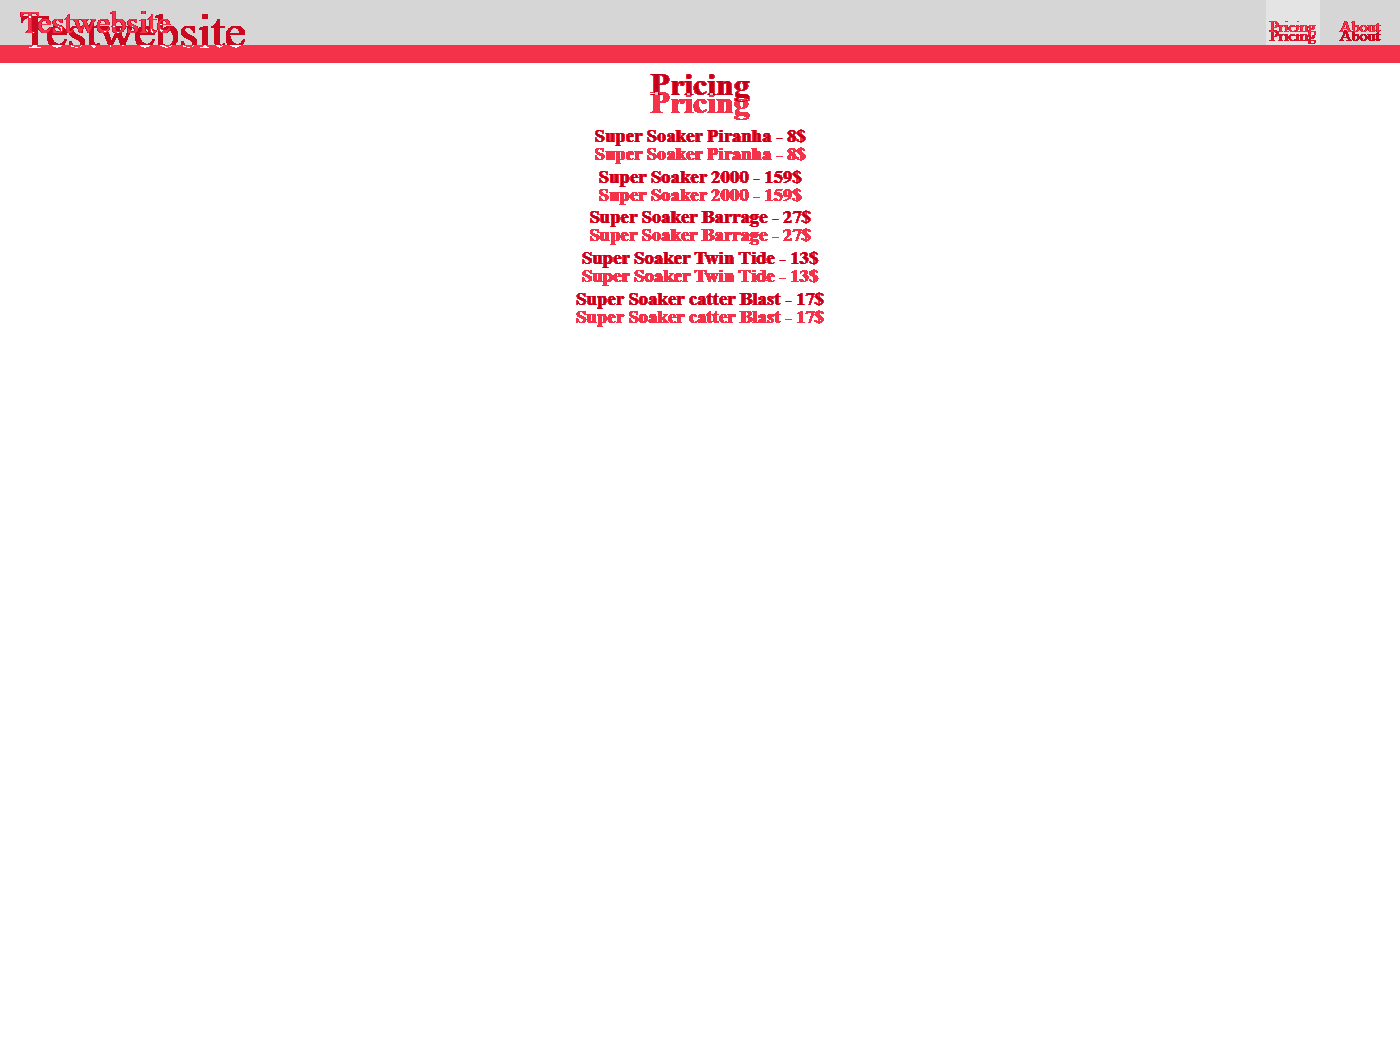 Testwebsite
Testwebsite
Pricing
Pricing
About
About
Pricing
Pricing
Super Soaker Piranha - 8$
Super Soaker Piranha - 8$
Super Soaker 2000 - 159$
Super Soaker 2000 - 159$
Super Soaker Barrage - 27$
Super Soaker Barrage - 27$
Super Soaker Twin Tide - 13$
Super Soaker Twin Tide - 13$
Super Soaker catter Blast - 17$
Super Soaker catter Blast - 17$